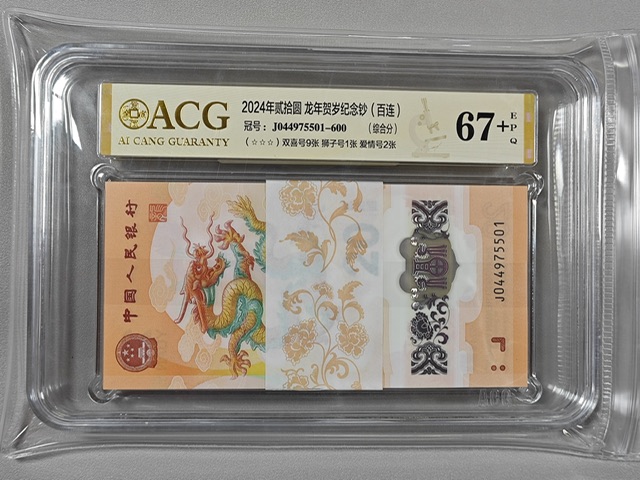 ACG
AI CANG GUARANTY
2024年贰拾圆 龙年贺岁纪念钞（百连）
冠号：J044975501-600 （综合分）
（☆☆☆）双喜号9张 狮子号1张 爱情号2张
67+
EPQ
中国人民银行
J044975501
ACG